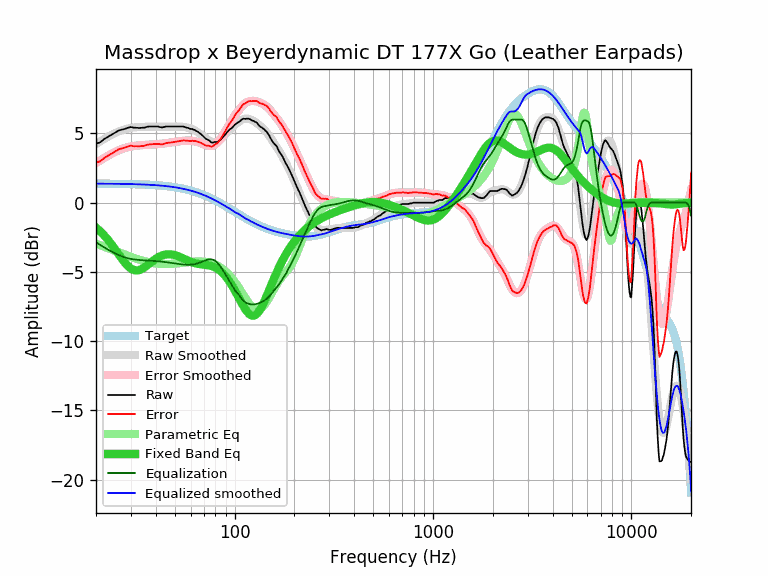 Massdrop x Beyerdynamic DT 177X Go (Leather Earpads)
Amplitude (dBr)
5
0
−5
−10
−15
−20
Target
Raw Smoothed
Error Smoothed
Raw
Error
Parametric Eq
Fixed Band Eq
Equalization
Equalized smoothed
100 1000 10000
Frequency (Hz)